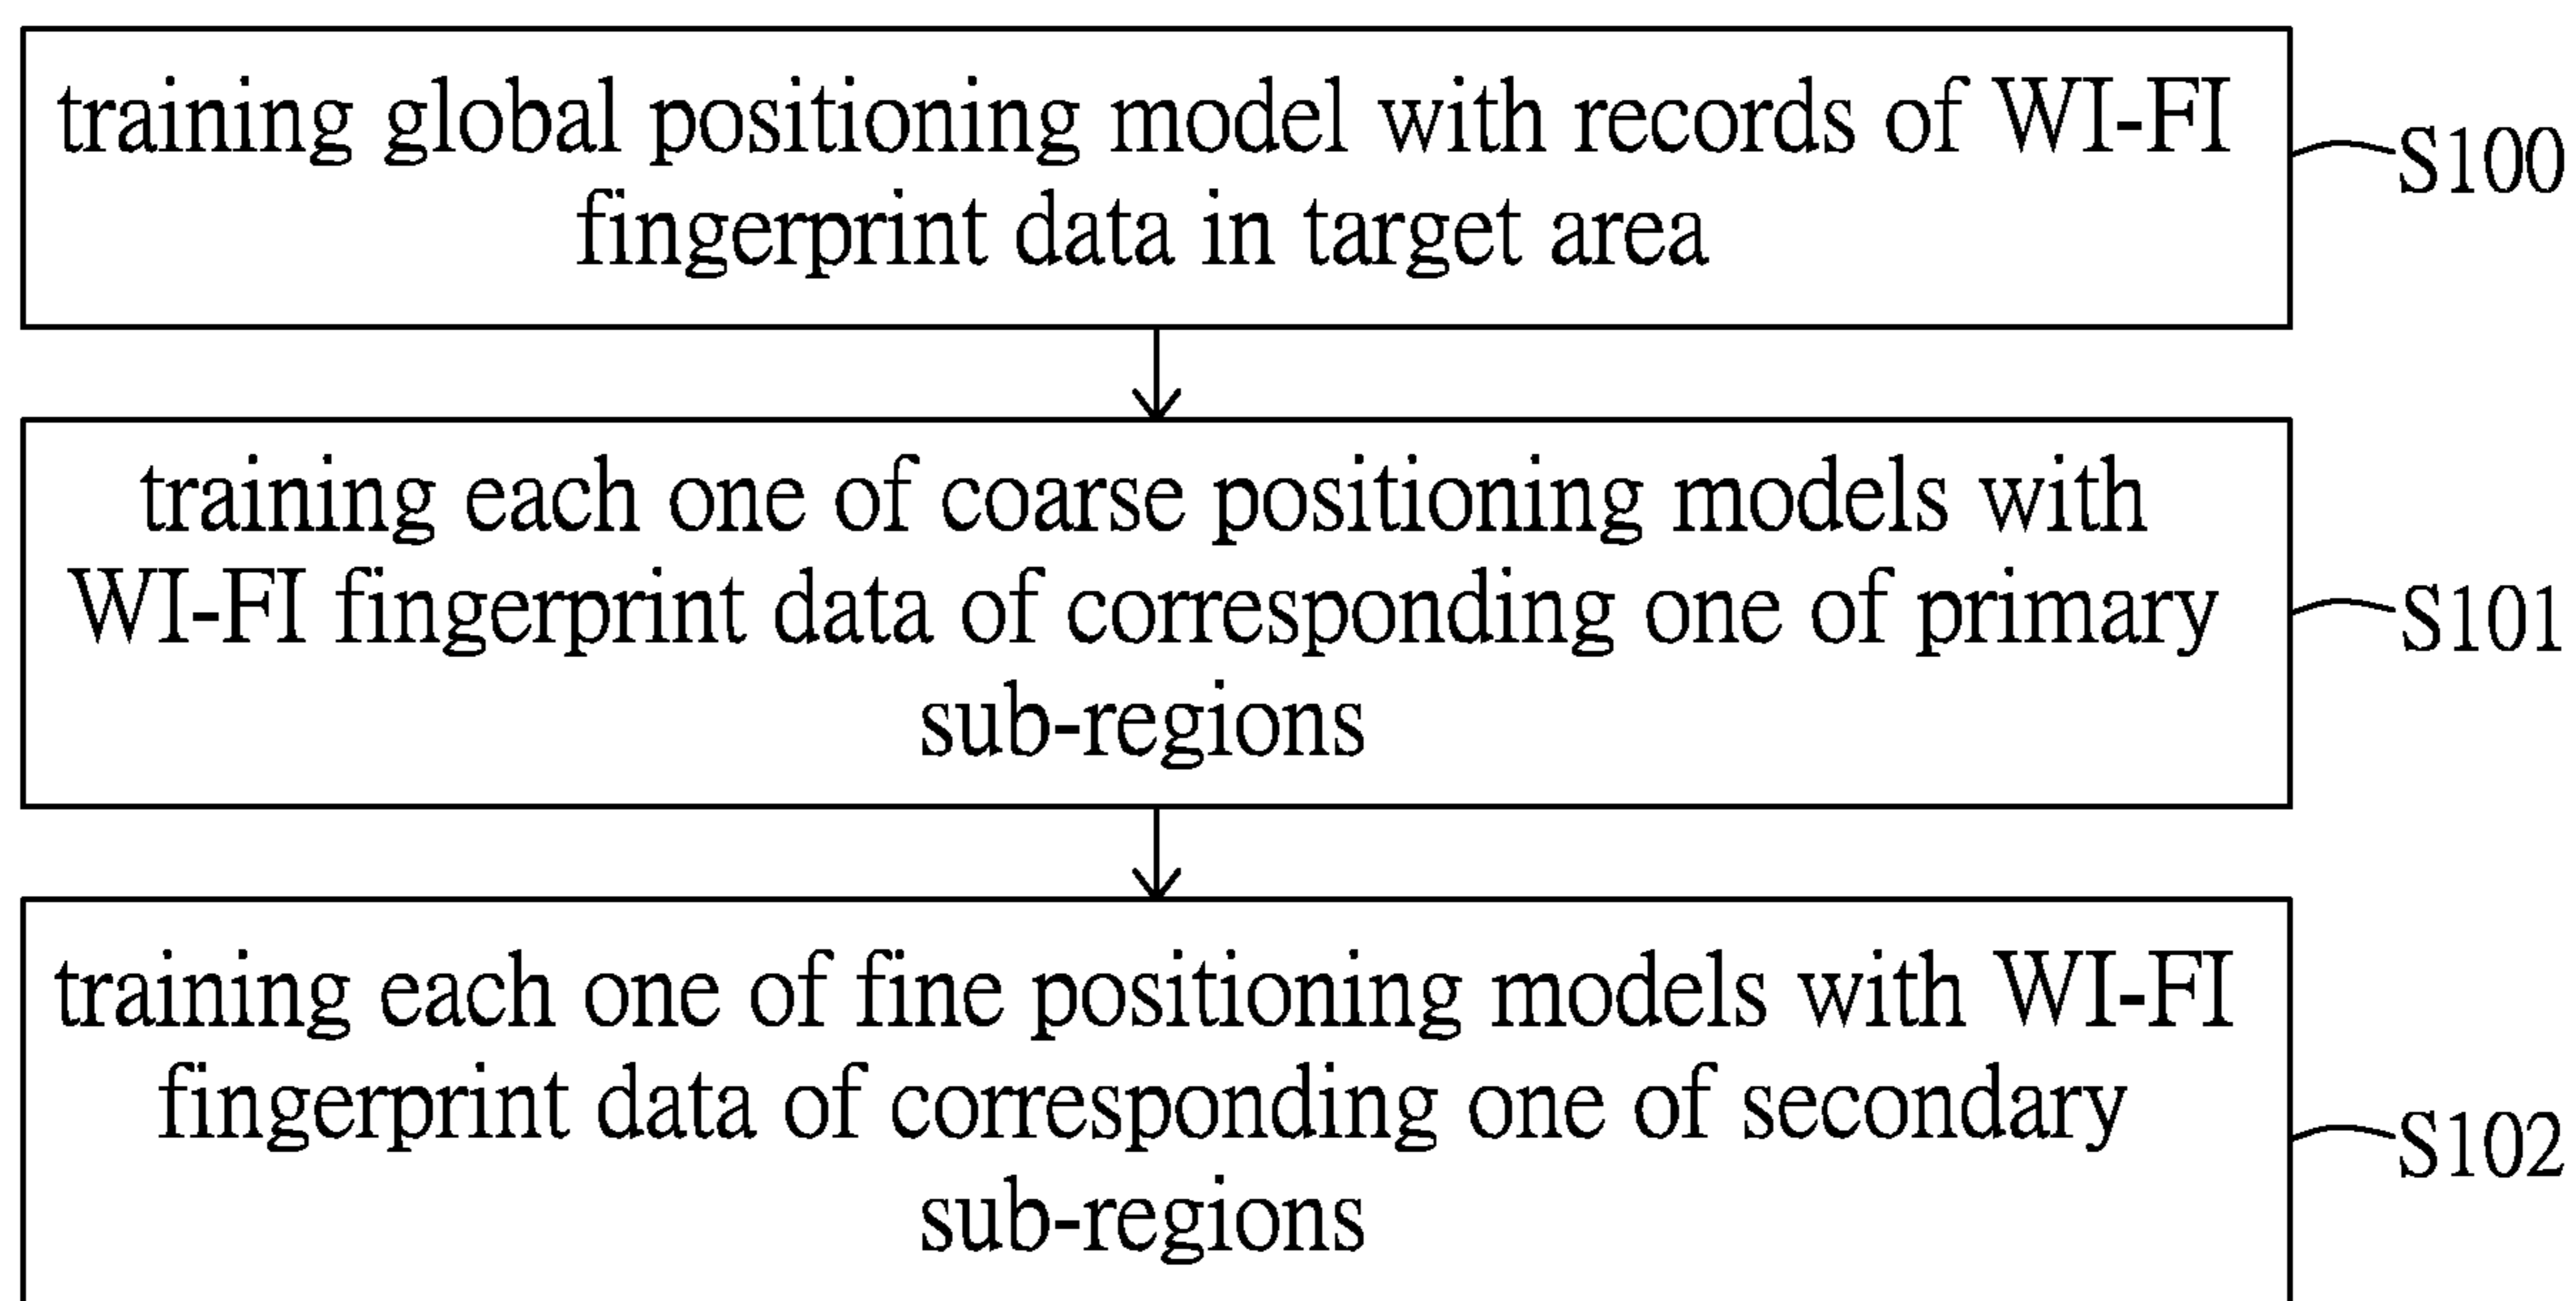 training global positioning model with records of WI-FI
fingerprint data in target area
S100
training each one of coarse positioning models with
WI-FI fingerprint data of corresponding one of primary
sub-regions
S101
training each one of fine positioning models with WI-FI
fingerprint data of corresponding one of secondary
sub-regions
S102